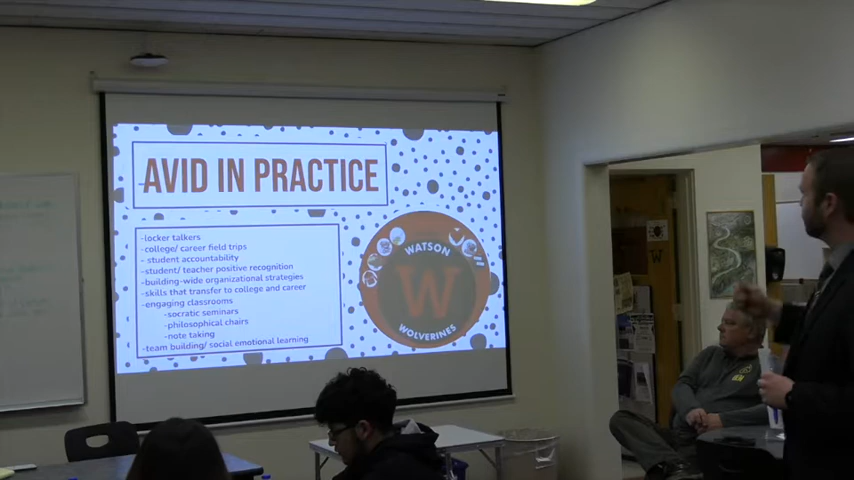 AVID IN PRACTICE
-locker talkers
-college/ career field trips
- student accountability
-student/ teacher positive recognition
-building-wide organizational strategies
-skills that transfer to college and career
-engaging classrooms
-socratic seminars
-philosophical chairs
-note taking
-team building/ social emotional learning
WATSON
W
WOLVERINES
W